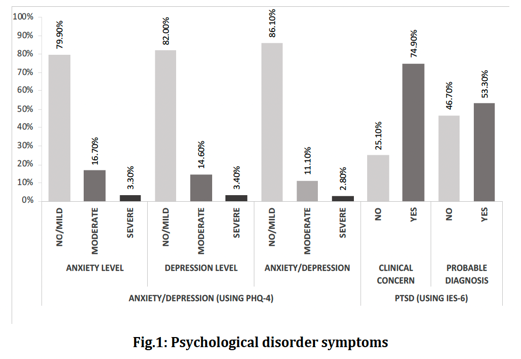 100%
90%
80%
70%
60%
50%
40%
30%
20%
10%
0%
79.90%
16.70%
3.30%
82.00%
14.60%
3.40%
86.10%
11.10%
2.80%
25.10%
74.90%
46.70%
53.30%
NO/MILD
MODERATE
SEVERE
NO/MILD
MODERATE
SEVERE
NO/MILD
MODERATE
SEVERE
NO
YES
NO
YES
ANXIETY LEVEL
DEPRESSION LEVEL
ANXIETY/DEPRESSION
CLINICAL
CONCERN
PROBABLE
DIAGNOSIS
ANXIETY/DEPRESSION (USING PHQ-4)
PTSD (USING IES-6)
Fig.1: Psychological disorder symptoms